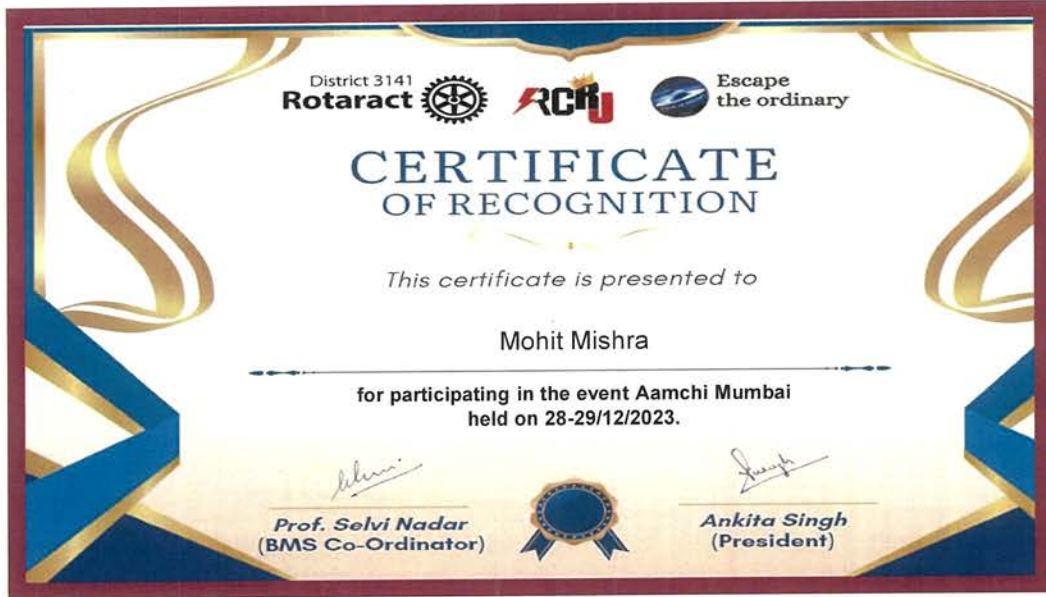 District 3141
Rotaract
RCRJ
Escape
the ordinary
CERTIFICATE
OF RECOGNITION
This certificate is presented to
Mohit Mishra
for participating in the event Aamchi Mumbai
held on 28-29/12/2023.
Prof. Selvi Nadar
(BMS Co-Ordinator)
Ankita Singh
(President)